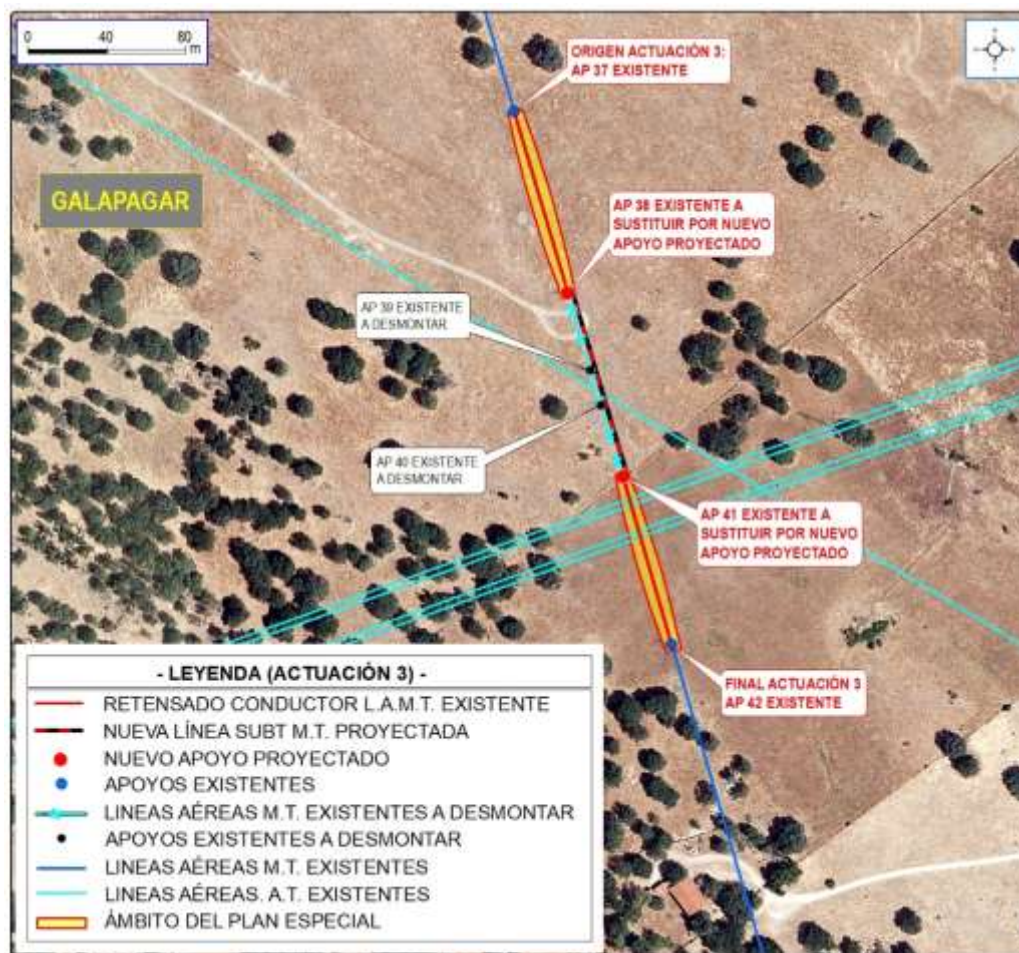 0 40 80
m
ORIGEN ACTUACIÓN 3:
AP 37 EXISTENTE
GALAPAGAR
AP 38 EXISTENTE A
SUSTITUIR POR NUEVO
APOYO PROYECTADO
AP 39 EXISTENTE
A DESMONTAR
AP 40 EXISTENTE
A DESMONTAR
AP 41 EXISTENTE A
SUSTITUIR POR NUEVO
APOYO PROYECTADO
FINAL ACTUACIÓN 3
AP 42 EXISTENTE
- LEYENDA (ACTUACIÓN 3) -
RETENSADO CONDUCTOR L.A.M.T. EXISTENTE
NUEVA LÍNEA SUBT M.T. PROYECTADA
NUEVO APOYO PROYECTADO
APOYOS EXISTENTES
LINEAS AÉREAS M.T. EXISTENTES A DESMONTAR
APOYOS EXISTENTES A DESMONTAR
LINEAS AÉREAS M.T. EXISTENTES
LINEAS AÉREAS. A.T. EXISTENTES
ÁMBITO DEL PLAN ESPECIAL